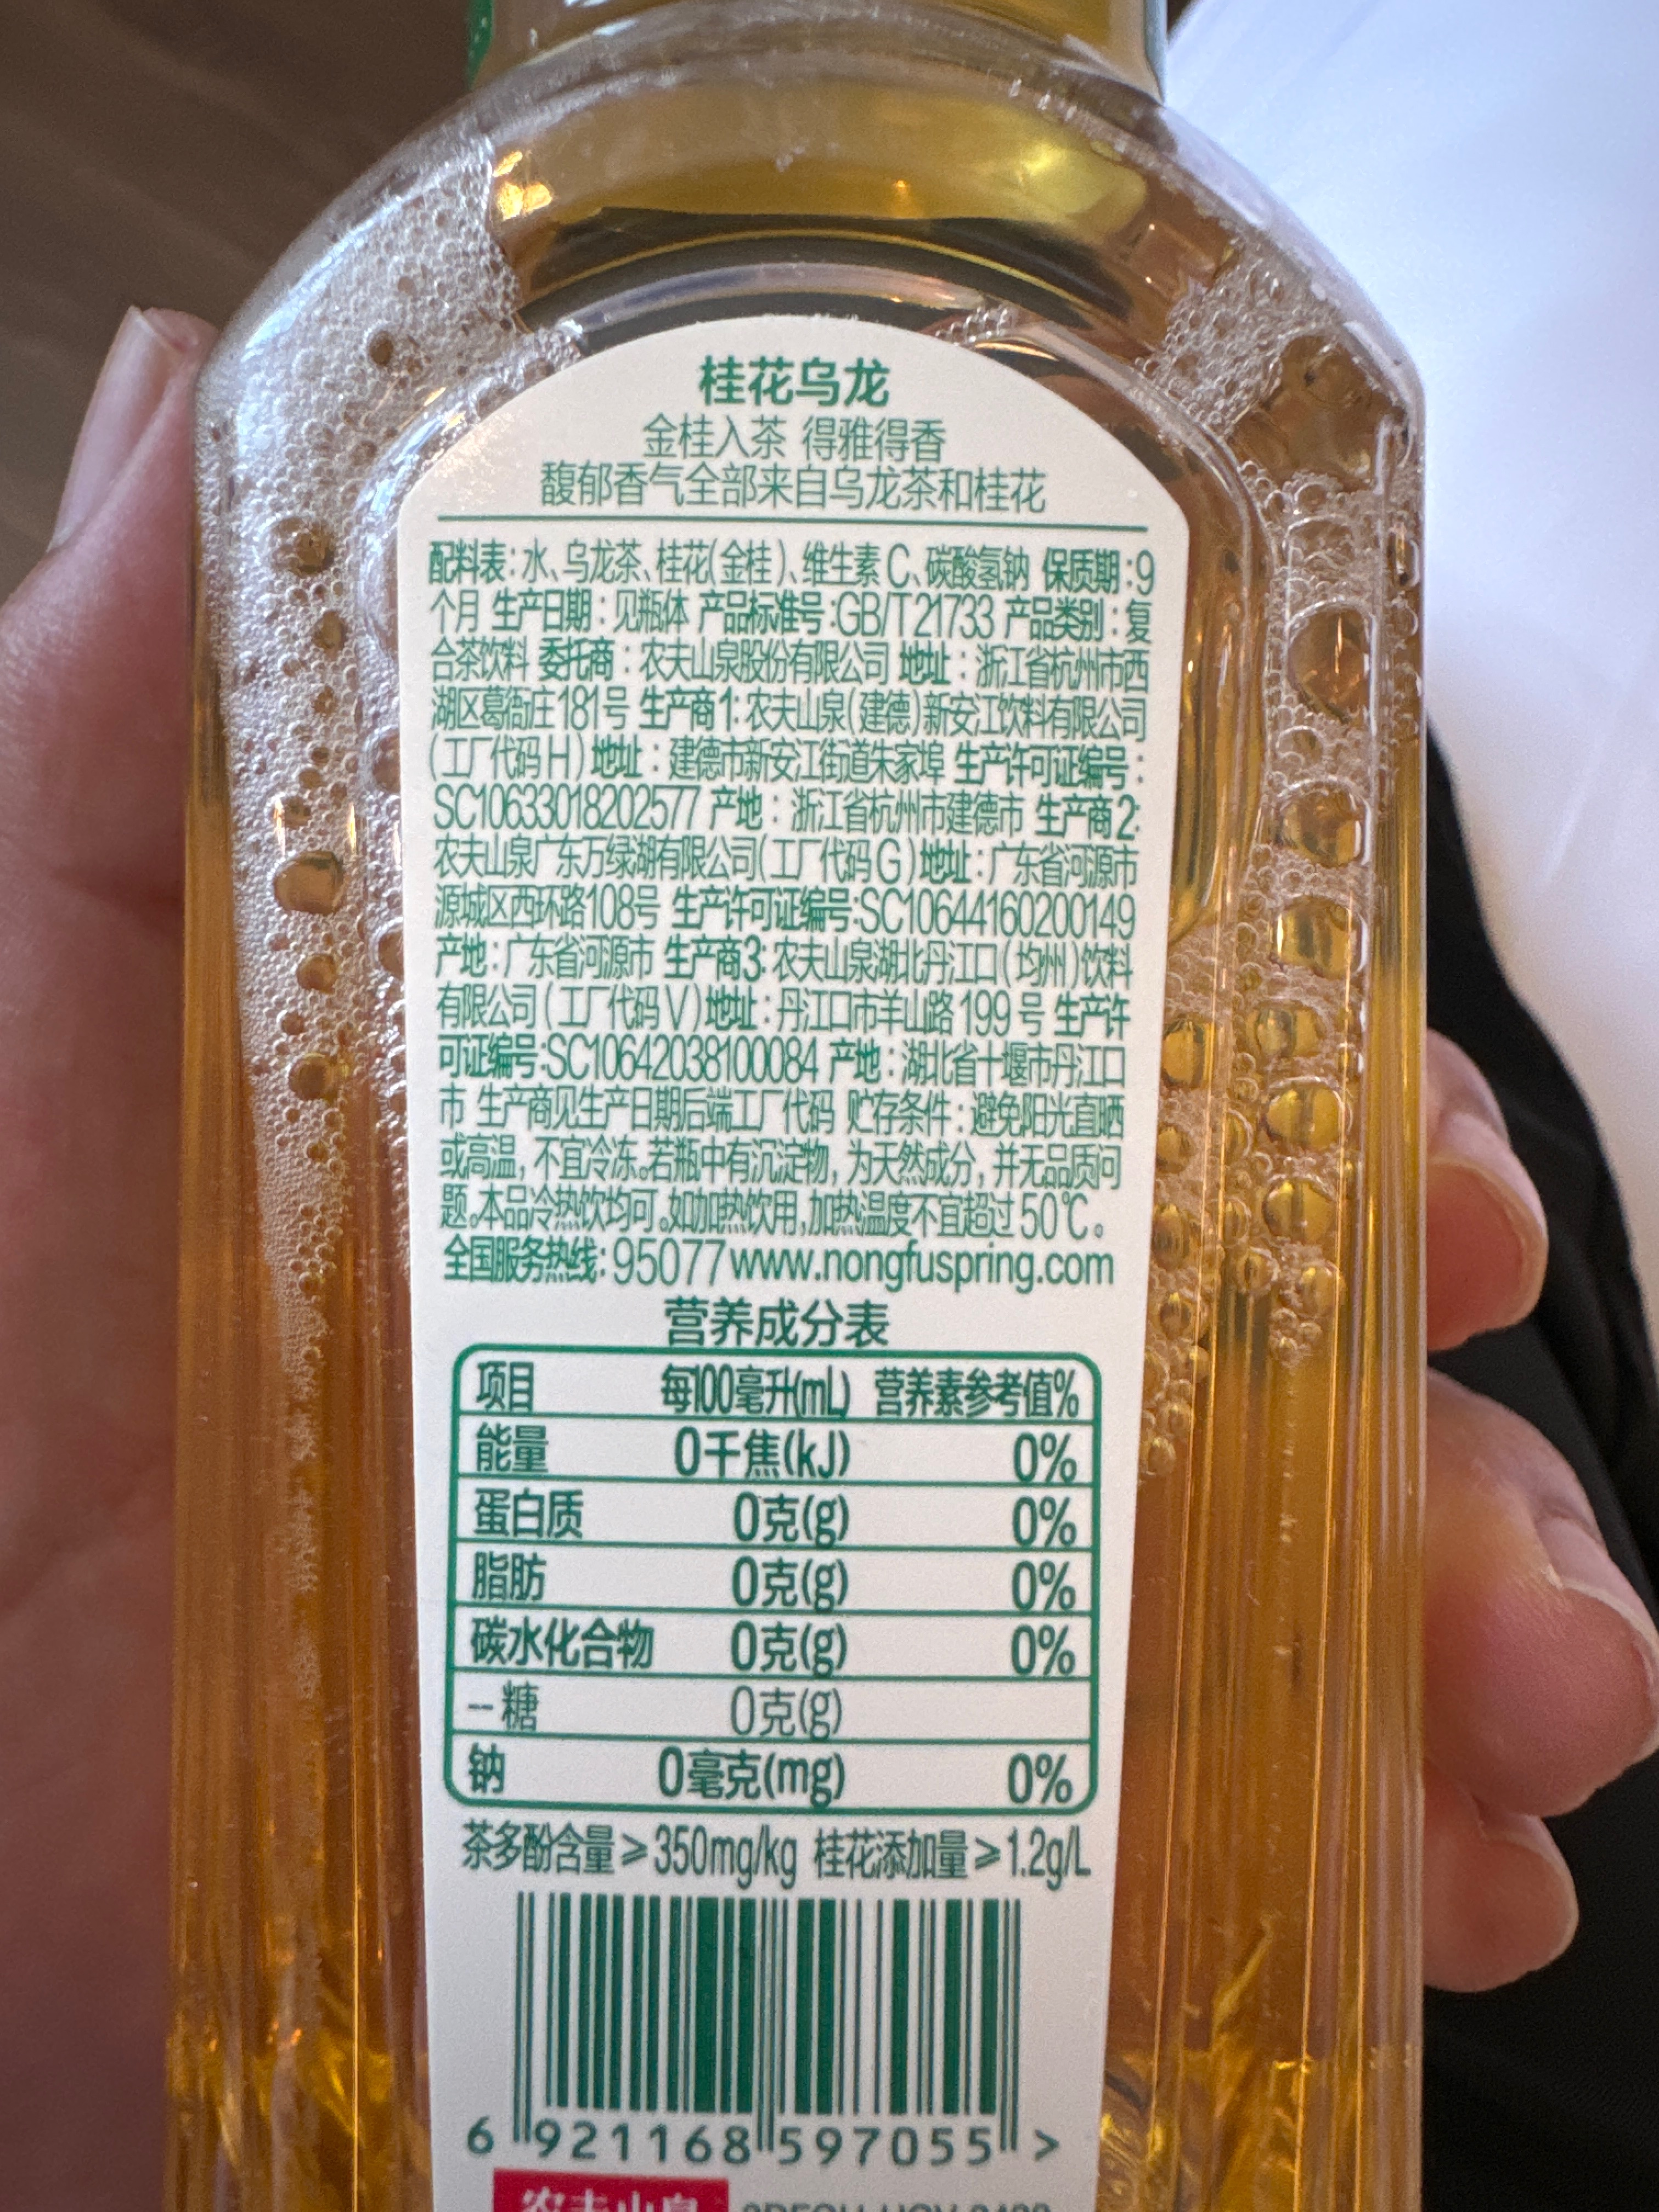 桂花乌龙
金桂入茶 得雅得香
馥郁香气全部来自乌龙茶和桂花
配料表:水、乌龙茶、桂花(金桂)、维生素C、碳酸氢钠 保质期:9
个月 生产日期:见瓶体 产品标准号:GB/T21733 产品类别:复
合茶饮料 委托商:农夫山泉股份有限公司 地址:浙江省杭州市西
湖区葛衙庄181号 生产商1:农夫山泉(建德)新安江饮料有限公司
(工厂代码H)地址:建德市新安江街道朱家埠 生产许可证编号:
SC10633018202577 产地:浙江省杭州市建德市 生产商2:
农夫山泉广东万绿湖有限公司(工厂代码G)地址:广东省河源市
源城区西环路108号 生产许可证编号:SC10644160200149
产地:广东省河源市 生产商3:农夫山泉湖北丹江口(均州)饮料
有限公司(工厂代码V)地址:丹江口市羊山路199号 生产许
可证编号:SC10642038100084 产地:湖北省十堰市丹江口
市 生产商见生产日期后端工厂代码 贮存条件:避免阳光直晒
或高温,不宜冷冻。若瓶中有沉淀物,为天然成分,并无品质问
题。本品冷热饮均可。如加热饮用,加热温度不宜超过50℃。
全国服务热线:95077 www.nongfuspring.com
营养成分表
项目 每100毫升(mL) 营养素参考值%
能量 0千焦(kJ) 0%
蛋白质 0克(g) 0%
脂肪 0克(g) 0%
碳水化合物 0克(g) 0%
--糖 0克(g)
钠 0毫克(mg) 0%
茶多酚含量≥350mg/kg 桂花添加量≥1.2g/L
6 921168 597055 >
农夫山泉